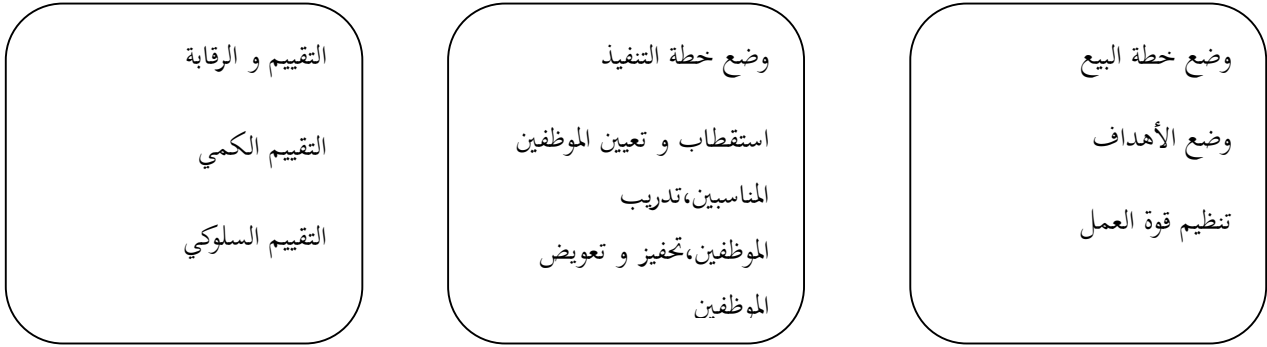 وضع خطة البيع
وضع الأهداف
تنظيم قوة العمل
وضع خطة التنفيذ
استقطاب و تعيين الموظفين
المناسبين،تدريب
الموظفين،تحفيز و تعويض
الموظفين
التقييم و الرقابة
التقييم الكمي
التقييم السلوكي